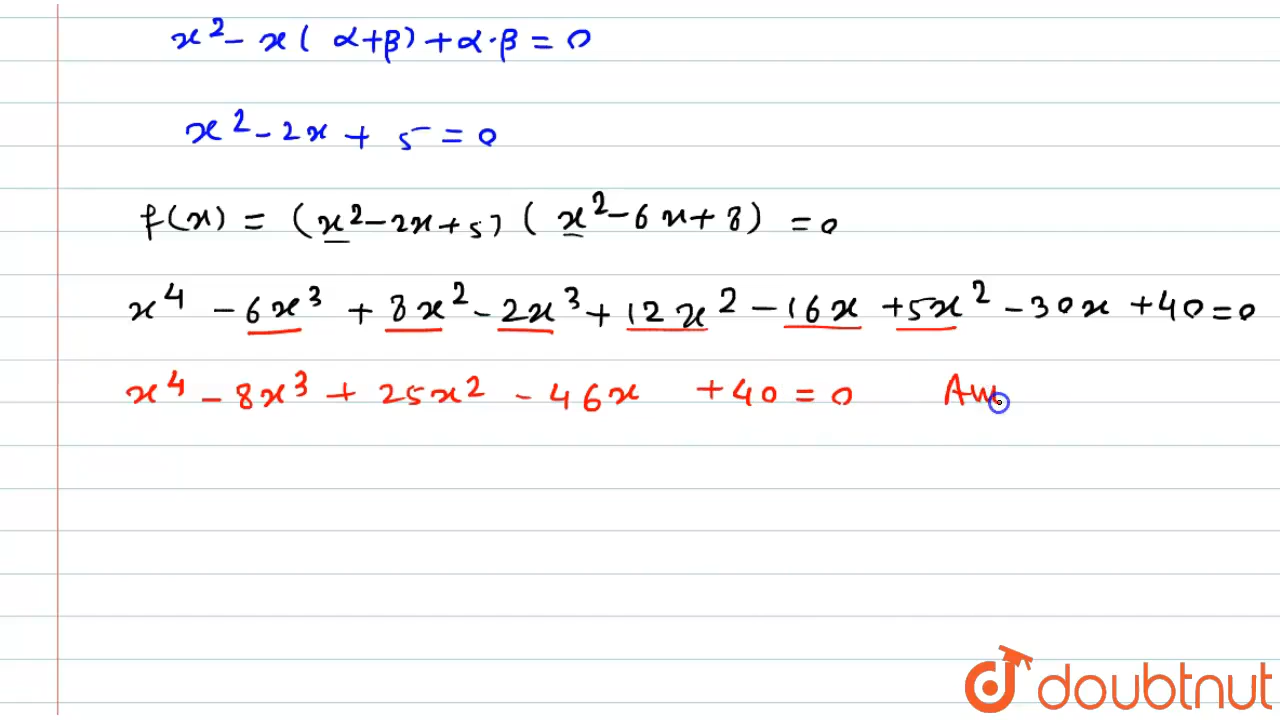 x² - x ( α+β) + α·β = 0
x² - 2x + 5 = 0
f(x) = (x² - 2x + 5) ( x² - 6x + 8) = 0
x⁴ - 6x³ + 8x² - 2x³ + 12x² - 16x + 5x² - 30x + 40 = 0
x⁴ - 8x³ + 25x² - 46x + 40 = 0 Ans
doubtnut